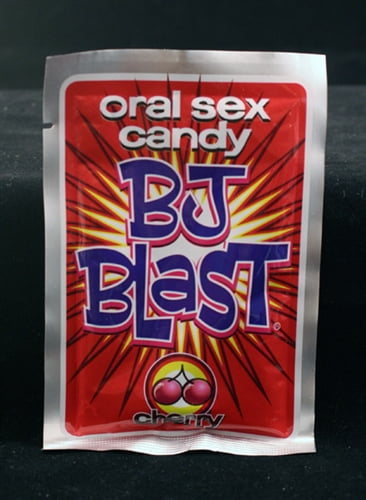 oral sex
candy
BJ
BLaST®
cherry